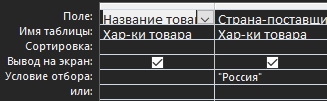 Поле: Название това Страна-поставщи
Имя таблицы: Хар-ки товара Хар-ки товара
Сортировка:
Вывод на экран:
Условие отбора: "Россия"
или: